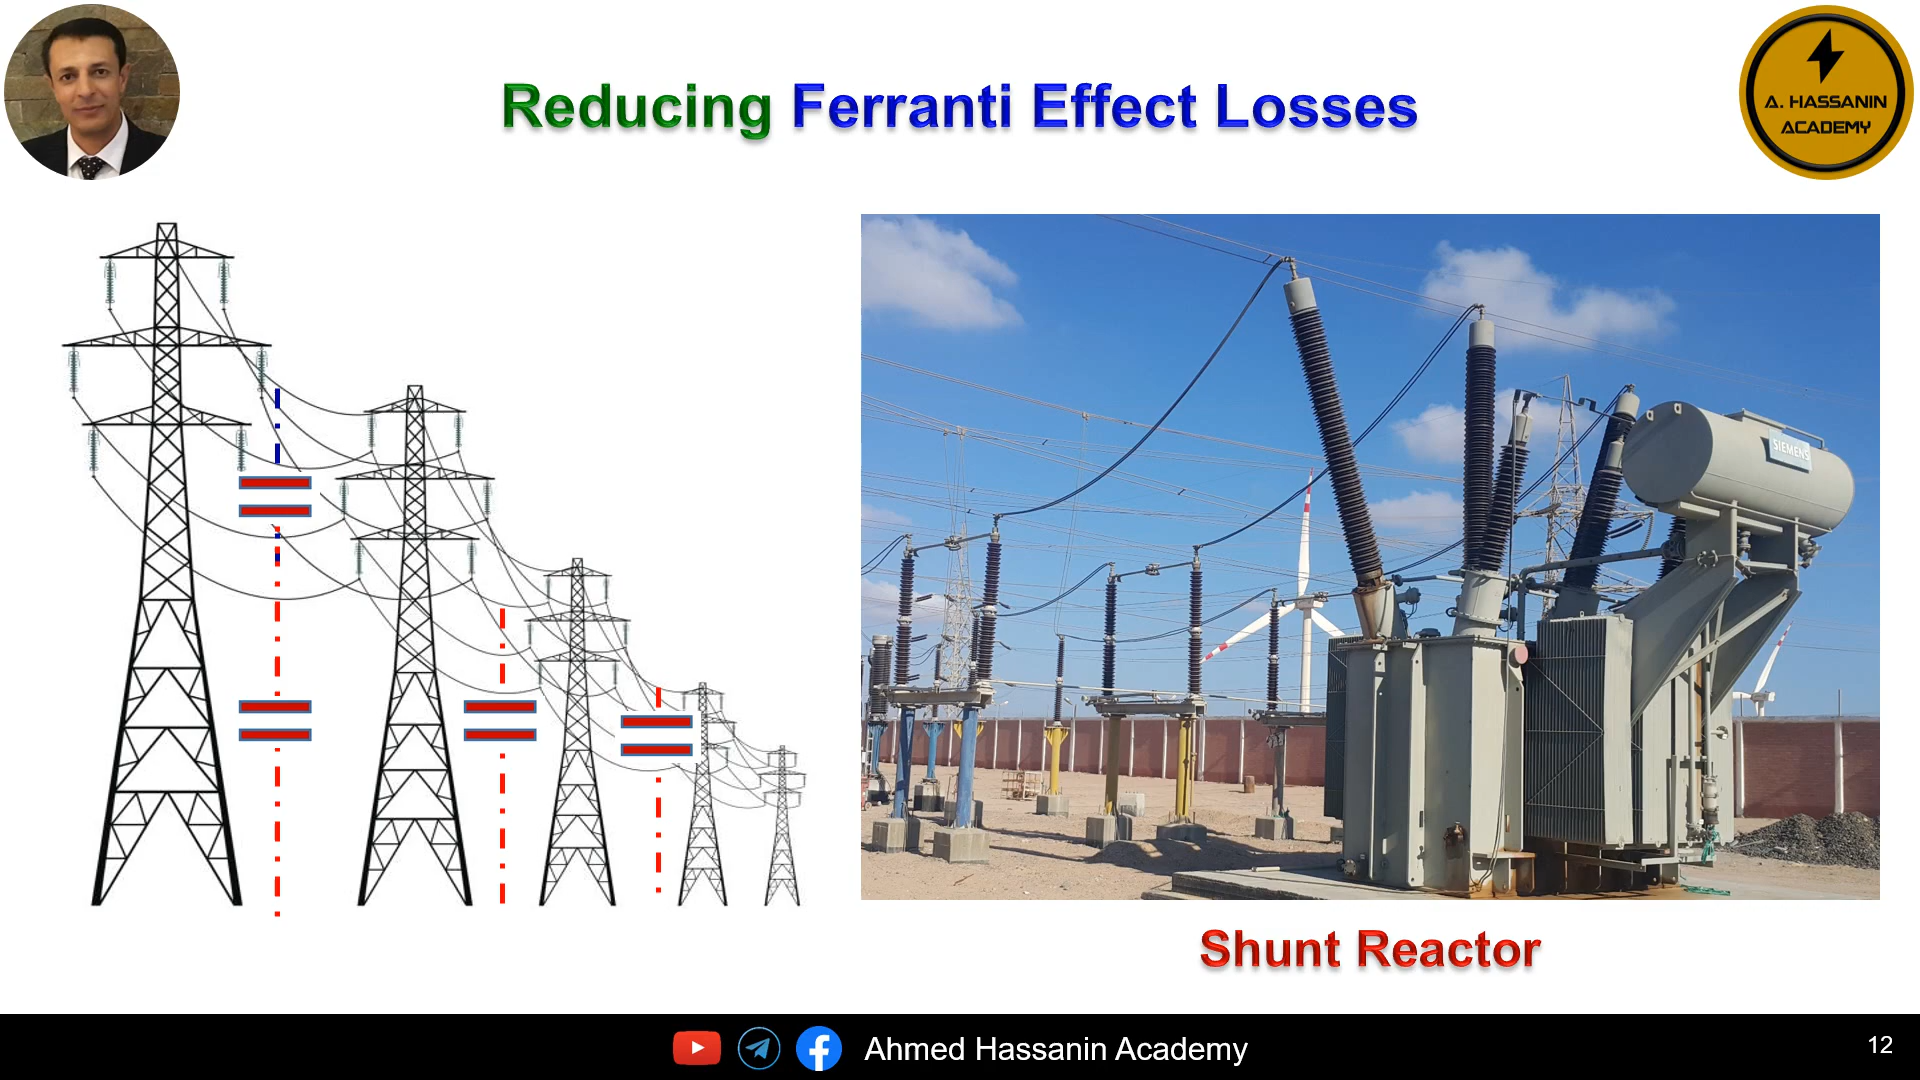 Reducing Ferranti Effect Losses
A. HASSANIN
ACADEMY
SIEMENS
Shunt Reactor
Ahmed Hassanin Academy
12